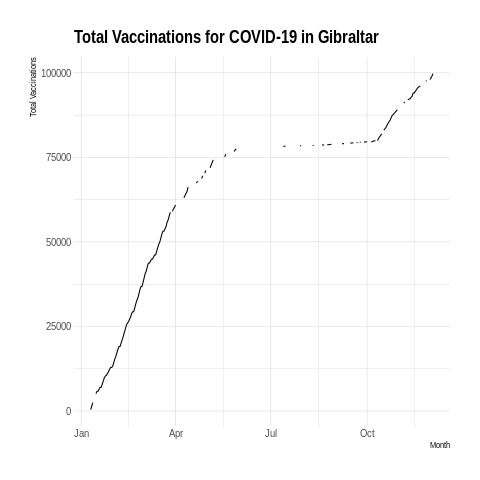 Total Vaccinations for COVID-19 in Gibraltar
Total Vaccinations
100000
75000
50000
25000
0
Jan Apr Jul Oct
Month